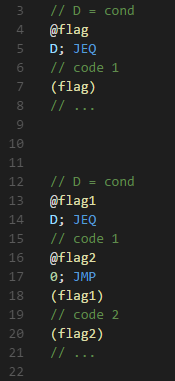 3 // D = cond
4 @flag
5 D; JEQ
6 // code 1
7 (flag)
8 // ...
9
10
11
12 // D = cond
13 @flag1
14 D; JEQ
15 // code 1
16 @flag2
17 0; JMP
18 (flag1)
19 // code 2
20 (flag2)
21 // ...
22